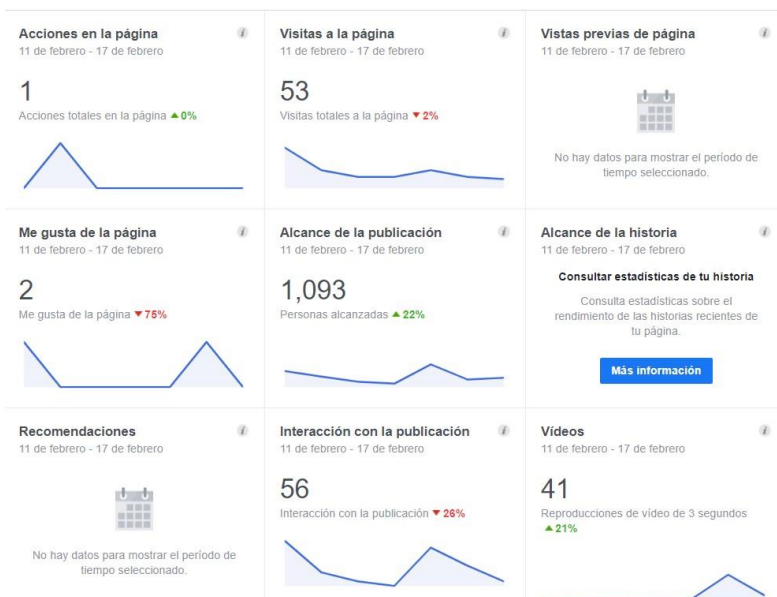 Acciones en la página
11 de febrero - 17 de febrero
1
Acciones totales en la página ▲0%
Visitas a la página
11 de febrero - 17 de febrero
53
Visitas totales a la página ▼2%
Vistas previas de página
11 de febrero - 17 de febrero
No hay datos para mostrar el período de
tiempo seleccionado.
Me gusta de la página
11 de febrero - 17 de febrero
2
Me gusta de la página ▼75%
Alcance de la publicación
11 de febrero - 17 de febrero
1,093
Personas alcanzadas ▲22%
Alcance de la historia
11 de febrero - 17 de febrero
Consultar estadísticas de tu historia
Consulta estadísticas sobre el
rendimiento de las historias recientes de
tu página.
Más información
Recomendaciones
11 de febrero - 17 de febrero
No hay datos para mostrar el período de
tiempo seleccionado.
Interacción con la publicación
11 de febrero - 17 de febrero
56
Interacción con la publicación ▼26%
Vídeos
11 de febrero - 17 de febrero
41
Reproducciones de vídeo de 3 segundos
▲21%